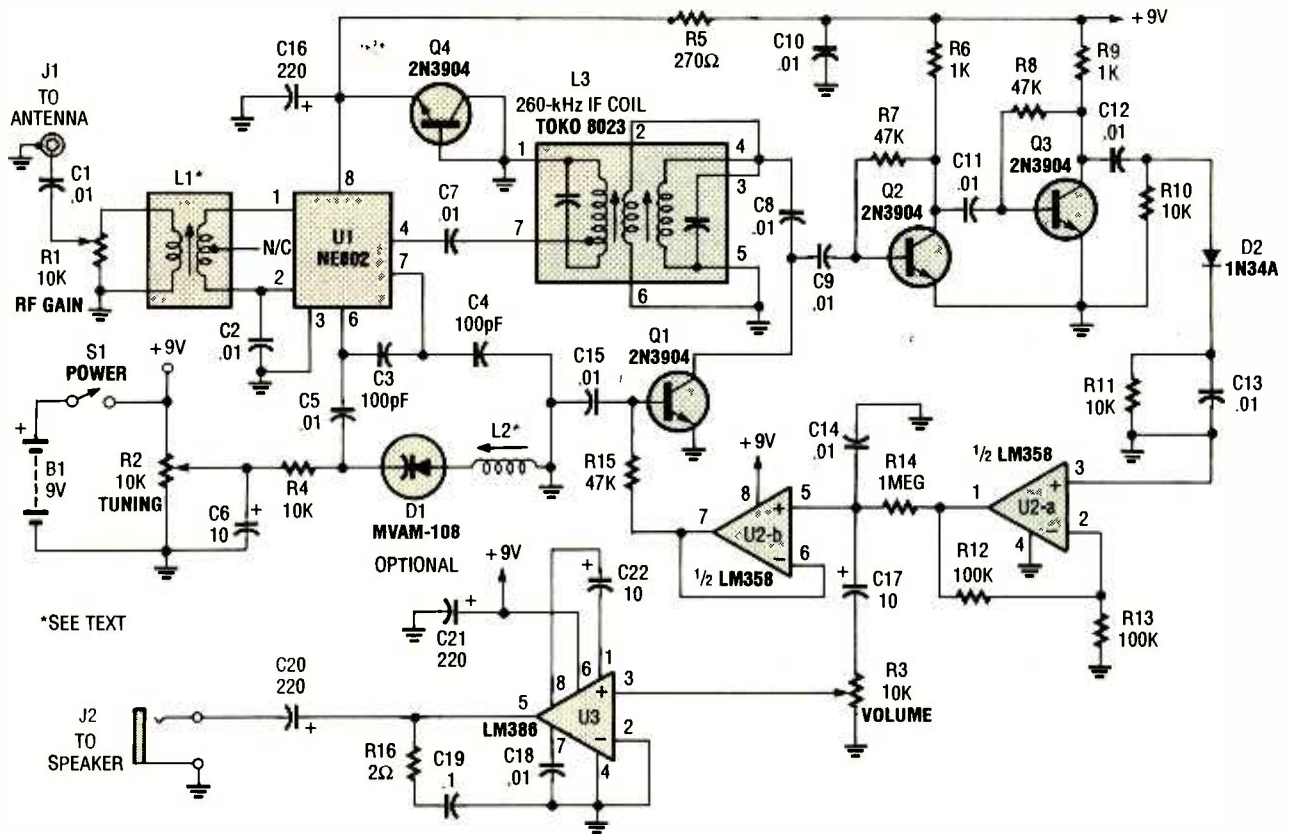 +9V
R5
270Ω
C10
.01
R6
1K
R9
1K
C16
220
+
Q4
2N3904
L3
260-kHz IF COIL
TOKO 8023
R8
47K
R7
47K
C12
.01
J1
TO
ANTENNA
C1
.01
R1
10K
RF GAIN
L1*
N/C
1
2
8
U1
NE602
4
7
3
6
C7
.01
1
7
2
4
3
5
6
C8
.01
C9
.01
Q2
2N3904
C11
.01
Q3
2N3904
R10
10K
D2
1N34A
C2
.01
C3
100pF
C4
100pF
C5
.01
C15
.01
Q1
2N3904
R11
10K
C13
.01
S1
POWER
+9V
+
B1
9V
R2
10K
TUNING
C6
10
+
R4
10K
D1
MVAM-108
OPTIONAL
L2*
R15
47K
+9V
8
7
5
6
+
−
U2-b
1/2 LM358
C14
.01
R14
1MEG
1/2 LM358
1
3
2
4
+
−
U2-a
R12
100K
R13
100K
+
C17
10
R3
10K
VOLUME
*SEE TEXT
+9V
+
C21
220
+
C22
10
8
6
1
3
5
+
−
2
7
4
U3
LM386
C18
.01
R16
2Ω
C19
.1
C20
220
+
J2
TO
SPEAKER